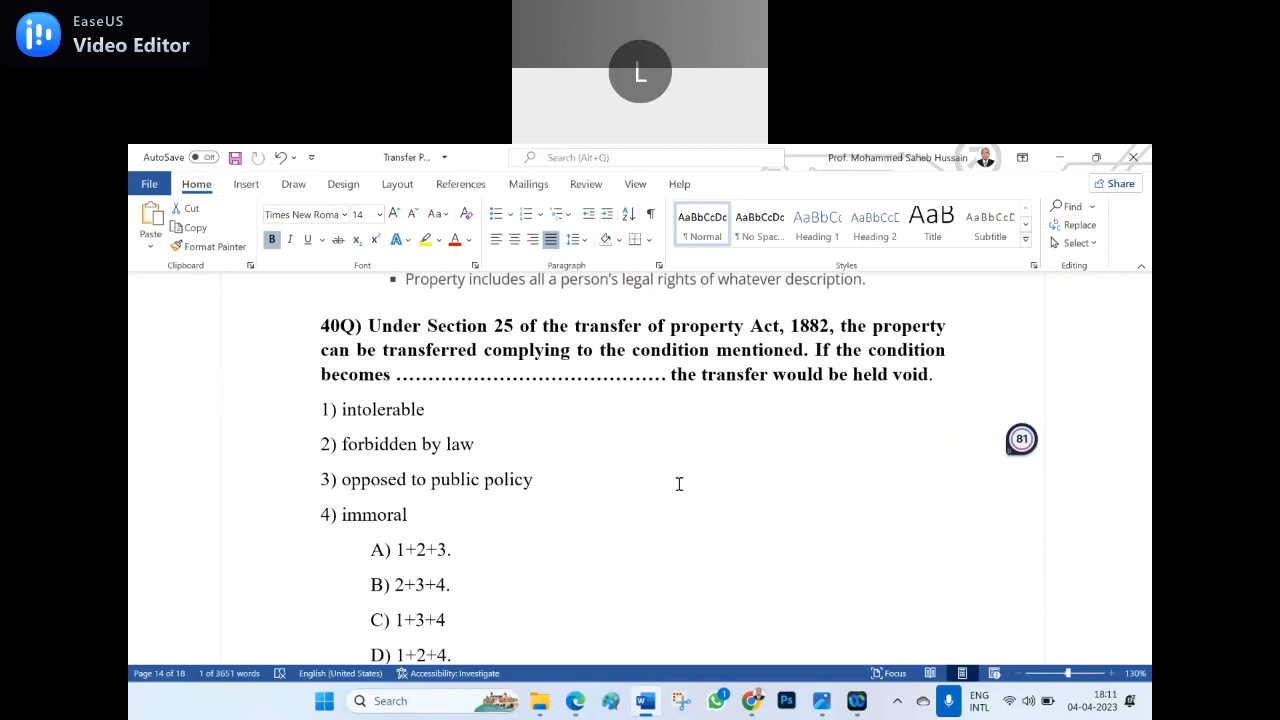 EaseUS
Video Editor
L
AutoSave Off Transfer P... Search (Alt+Q) Prof. Mohammed Saheb Hussain
File Home Insert Draw Design Layout References Mailings Review View Help Share
Paste Cut Copy Format Painter
Times New Roma 14 A A Aa
B I U ab x₂ x² A A
AaBbCcDc AaBbCcDc AaBbCc AaBbCcC AaB AaBbCcD
¶ Normal ¶ No Spac... Heading 1 Heading 2 Title Subtitle
Find
Replace
Select
Clipboard Font Paragraph Styles Editing
▪ Property includes all a person's legal rights of whatever description.
40Q) Under Section 25 of the transfer of property Act, 1882, the property
can be transferred complying to the condition mentioned. If the condition
becomes …………………………………… the transfer would be held void.
1) intolerable
2) forbidden by law
81
3) opposed to public policy
4) immoral
A) 1+2+3.
B) 2+3+4.
C) 1+3+4
D) 1+2+4.
Page 14 of 18 1 of 3651 words English (United States) Accessibility: Investigate Focus 130%
Search 1 Ps ENG INTL 18:11 04-04-2023